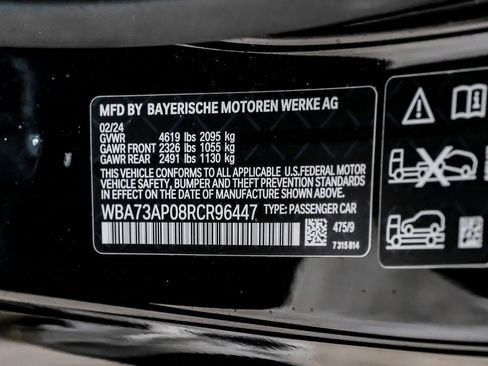 MFD BY BAYERISCHE MOTOREN WERKE AG
02/24
GVWR 4619 lbs 2095 kg
GAWR FRONT 2326 lbs 1055 kg
GAWR REAR 2491 lbs 1130 kg
THIS VEHICLE CONFORMS TO ALL APPLICABLE U.S.FEDERAL MOTOR
VEHICLE SAFETY, BUMPER AND THEFT PREVENTION STANDARDS
IN EFFECT ON THE DATE OF MANUFACTURE SHOWN ABOVE.
WBA73AP08RCR96447 TYPE: PASSENGER CAR
475/9
7315814